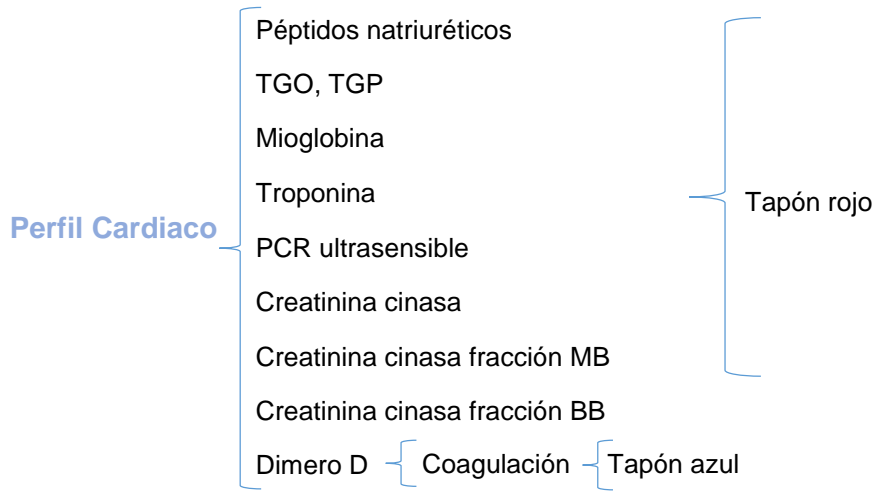 Perfil Cardiaco
Péptidos natriuréticos
TGO, TGP
Mioglobina
Troponina
PCR ultrasensible
Creatinina cinasa
Creatinina cinasa fracción MB
Creatinina cinasa fracción BB
Dimero D
Coagulación
Tapón azul
Tapón rojo